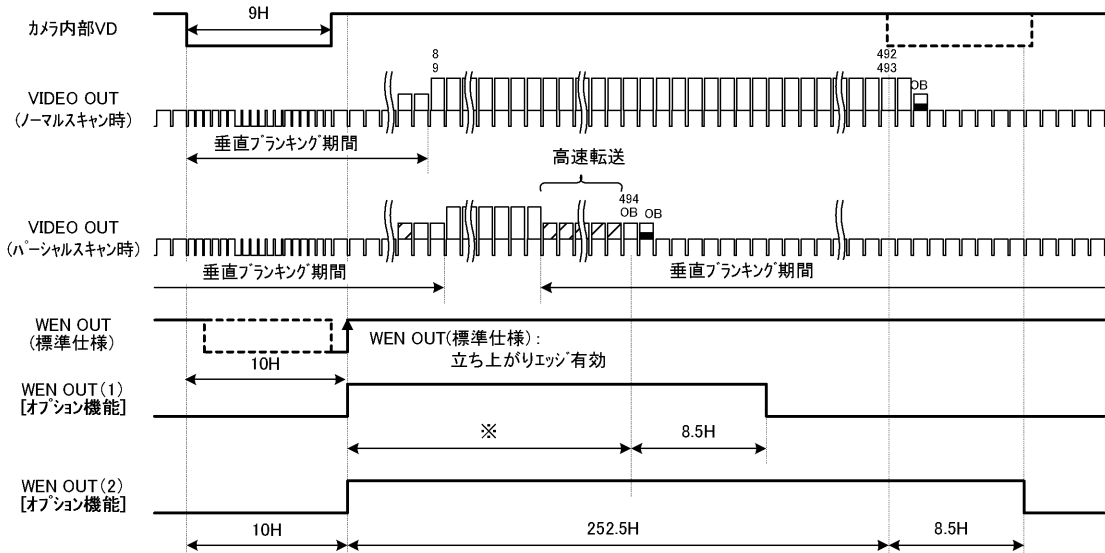 9H
カメラ内部VD
8
9
492
493
OB
VIDEO OUT
(ノーマルスキャン時)
垂直ブランキング期間
高速転送
494
OB
OB
VIDEO OUT
(パーシャルスキャン時)
垂直ブランキング期間
垂直ブランキング期間
WEN OUT
(標準仕様)
WEN OUT(標準仕様):
立ち上がりエッジ有効
10H
WEN OUT(1)
[オプション機能]
※
8.5H
WEN OUT(2)
[オプション機能]
10H
252.5H
8.5H